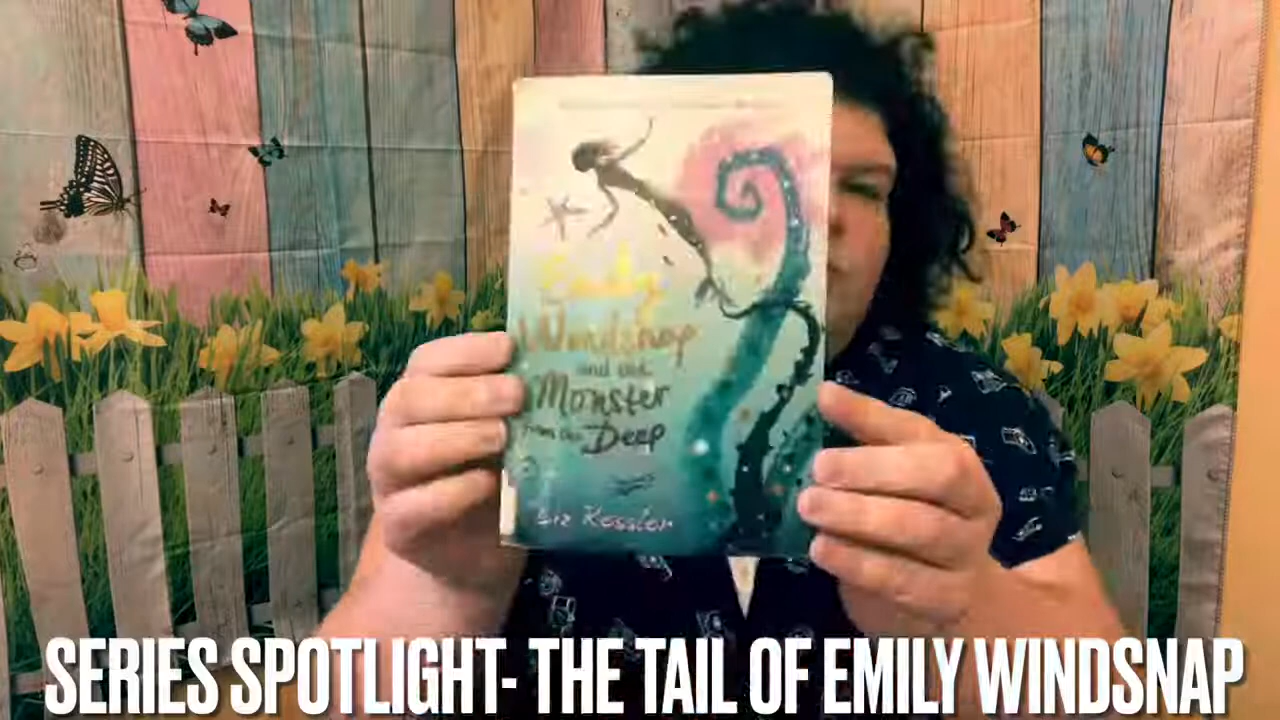 Emily
Windsnap
and the
Monster
from the Deep
Liz Kessler
SERIES SPOTLIGHT- THE TAIL OF EMILY WINDSNAP